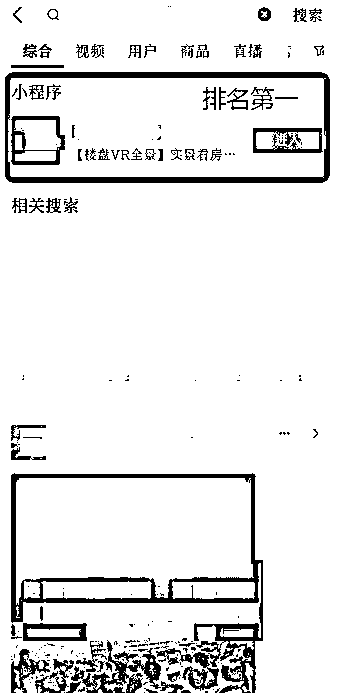 搜索
综合 视频 用户 商品 直播
小程序
排名第一
【楼盘VR全景】实景看房…
进入
相关搜索